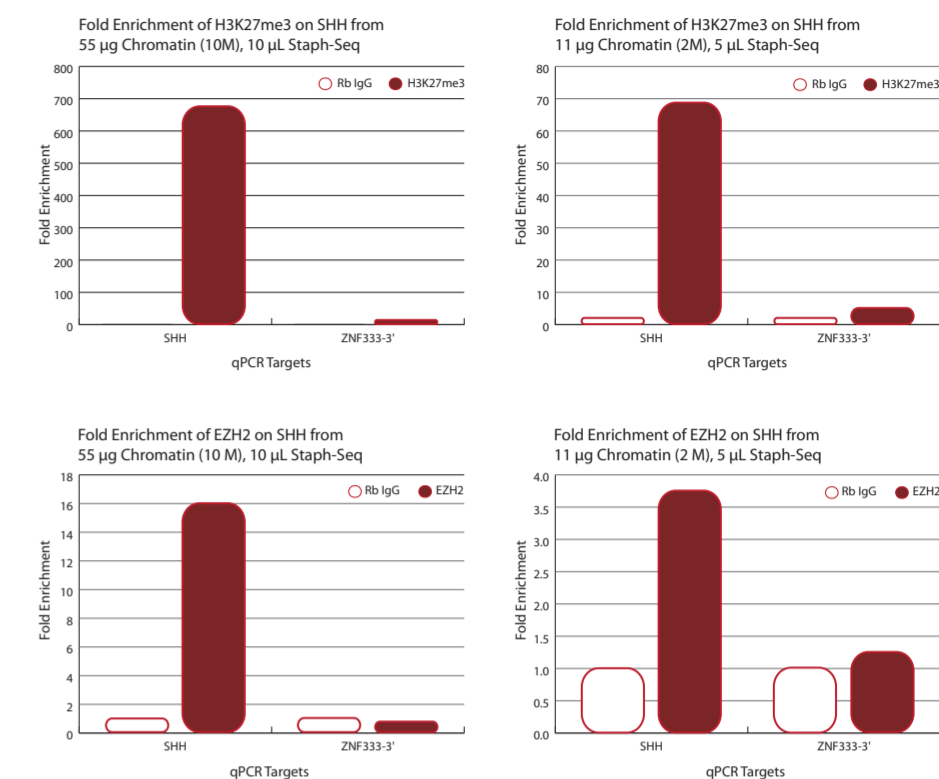 Fold Enrichment of H3K27me3 on SHH from
55 µg Chromatin (10M), 10 µL Staph-Seq
800
700
600
500
400
300
200
100
0
Fold Enrichment
Rb IgG
H3K27me3
SHH
ZNF333-3'
qPCR Targets
Fold Enrichment of H3K27me3 on SHH from
11 µg Chromatin (2M), 5 µL Staph-Seq
80
70
60
50
40
30
20
10
0
Fold Enrichment
Rb IgG
H3K27me3
SHH
ZNF333-3'
qPCR Targets
Fold Enrichment of EZH2 on SHH from
55 µg Chromatin (10 M), 10 µL Staph-Seq
18
16
14
12
10
8
6
4
2
0
Fold Enrichment
Rb IgG
EZH2
SHH
ZNF333-3'
qPCR Targets
Fold Enrichment of EZH2 on SHH from
11 µg Chromatin (2 M), 5 µL Staph-Seq
4.0
3.5
3.0
2.5
2.0
1.5
1.0
0.5
0.0
Fold Enrichment
Rb IgG
EZH2
SHH
ZNF333-3'
qPCR Targets